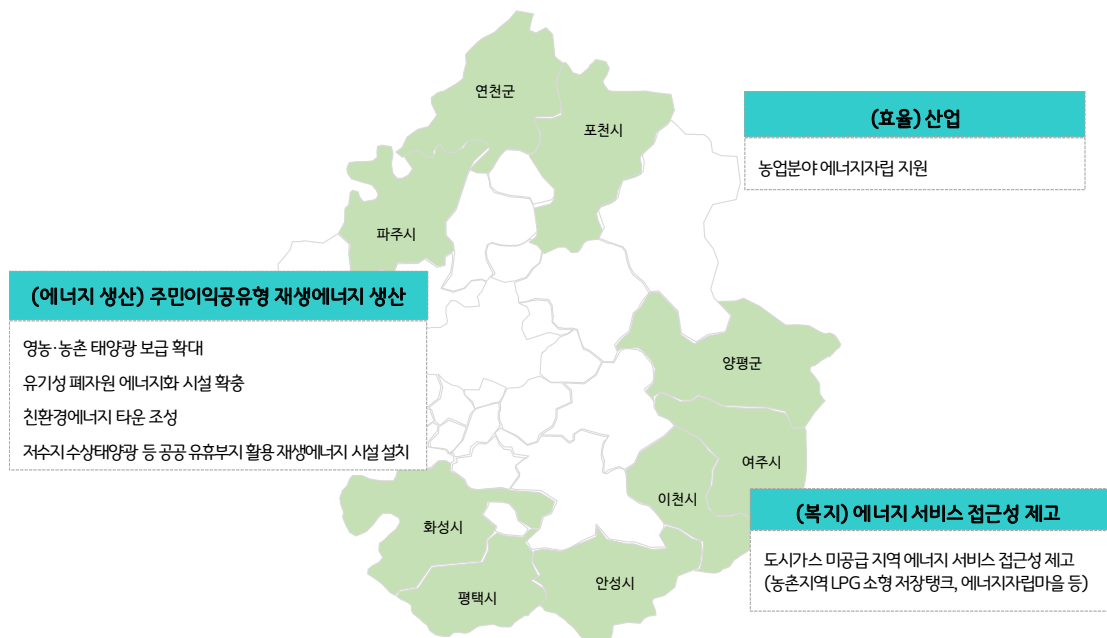 연천군
포천시
(효율) 산업
농업분야 에너지자립 지원
파주시
(에너지 생산) 주민이익공유형 재생에너지 생산
영농·농촌 태양광 보급 확대
유기성 폐자원 에너지화 시설 확충
친환경에너지 타운 조성
저수지 수상태양광 등 공공 유휴부지 활용 재생에너지 시설 설치
양평군
여주시
이천시
(복지) 에너지 서비스 접근성 제고
도시가스 미공급 지역 에너지 서비스 접근성 제고
(농촌지역 LPG 소형 저장탱크, 에너지자립마을 등)
화성시
평택시
안성시